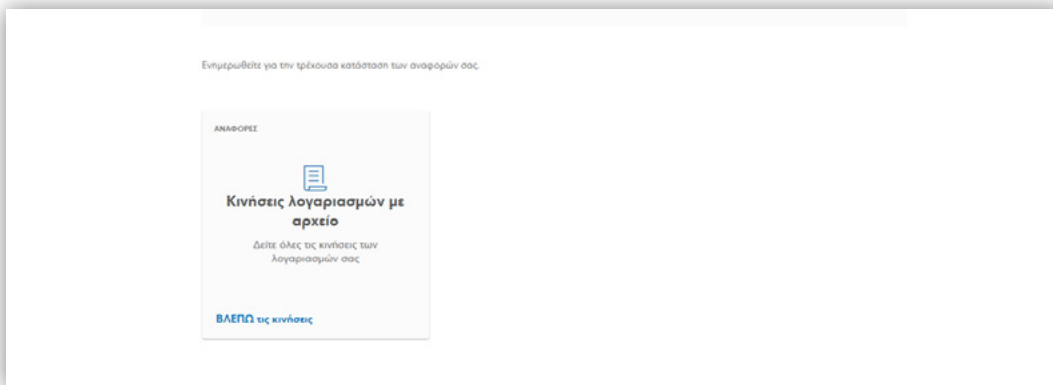 Ενημερωθείτε για την τρέχουσα κατάσταση των αναφορών σας.
ΑΝΑΦΟΡΕΣ
Κινήσεις λογαριασμών με
αρχείο
Δείτε όλες τις κινήσεις των
λογαριασμών σας
ΒΛΕΠΩ τις κινήσεις